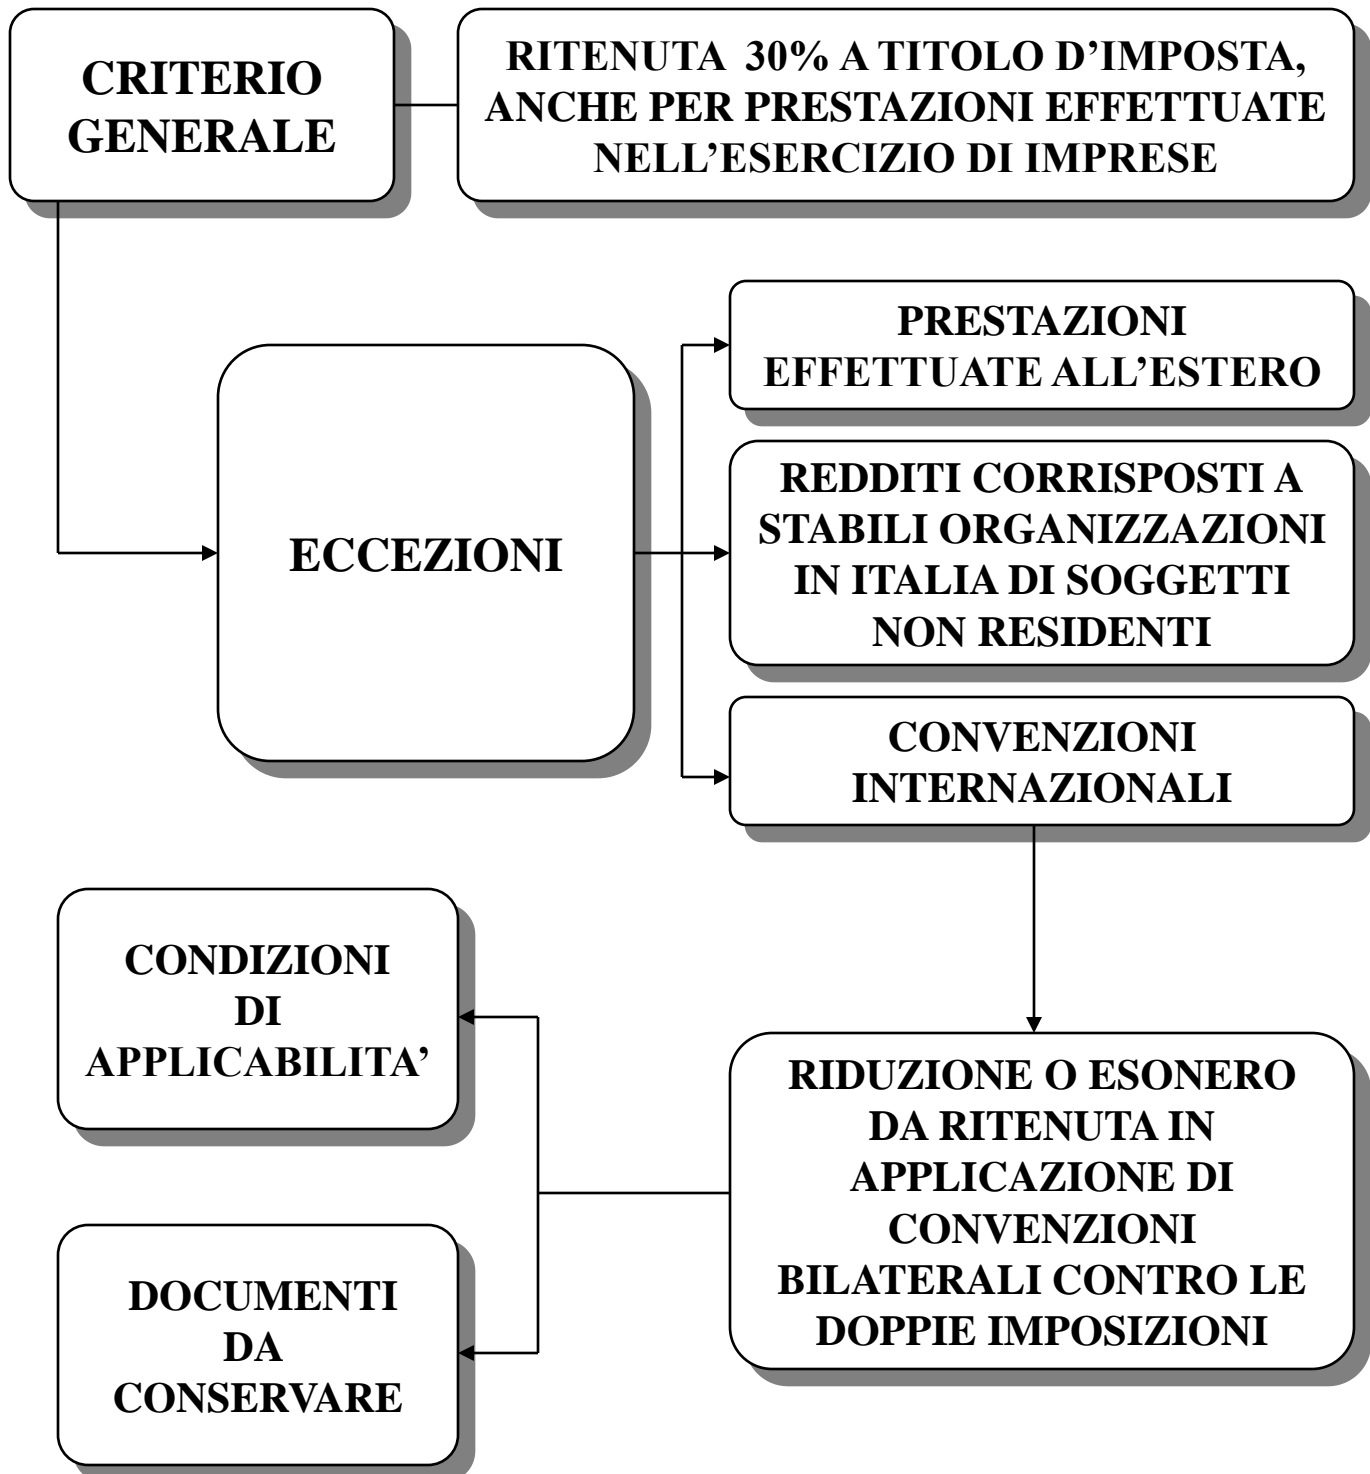 CRITERIO
GENERALE
RITENUTA 30% A TITOLO D’IMPOSTA,
ANCHE PER PRESTAZIONI EFFETTUATE
NELL’ESERCIZIO DI IMPRESE
PRESTAZIONI
EFFETTUATE ALL’ESTERO
ECCEZIONI
REDDITI CORRISPOSTI A
STABILI ORGANIZZAZIONI
IN ITALIA DI SOGGETTI
NON RESIDENTI
CONVENZIONI
INTERNAZIONALI
CONDIZIONI
DI
APPLICABILITA’
RIDUZIONE O ESONERO
DA RITENUTA IN
APPLICAZIONE DI
CONVENZIONI
BILATERALI CONTRO LE
DOPPIE IMPOSIZIONI
DOCUMENTI
DA
CONSERVARE